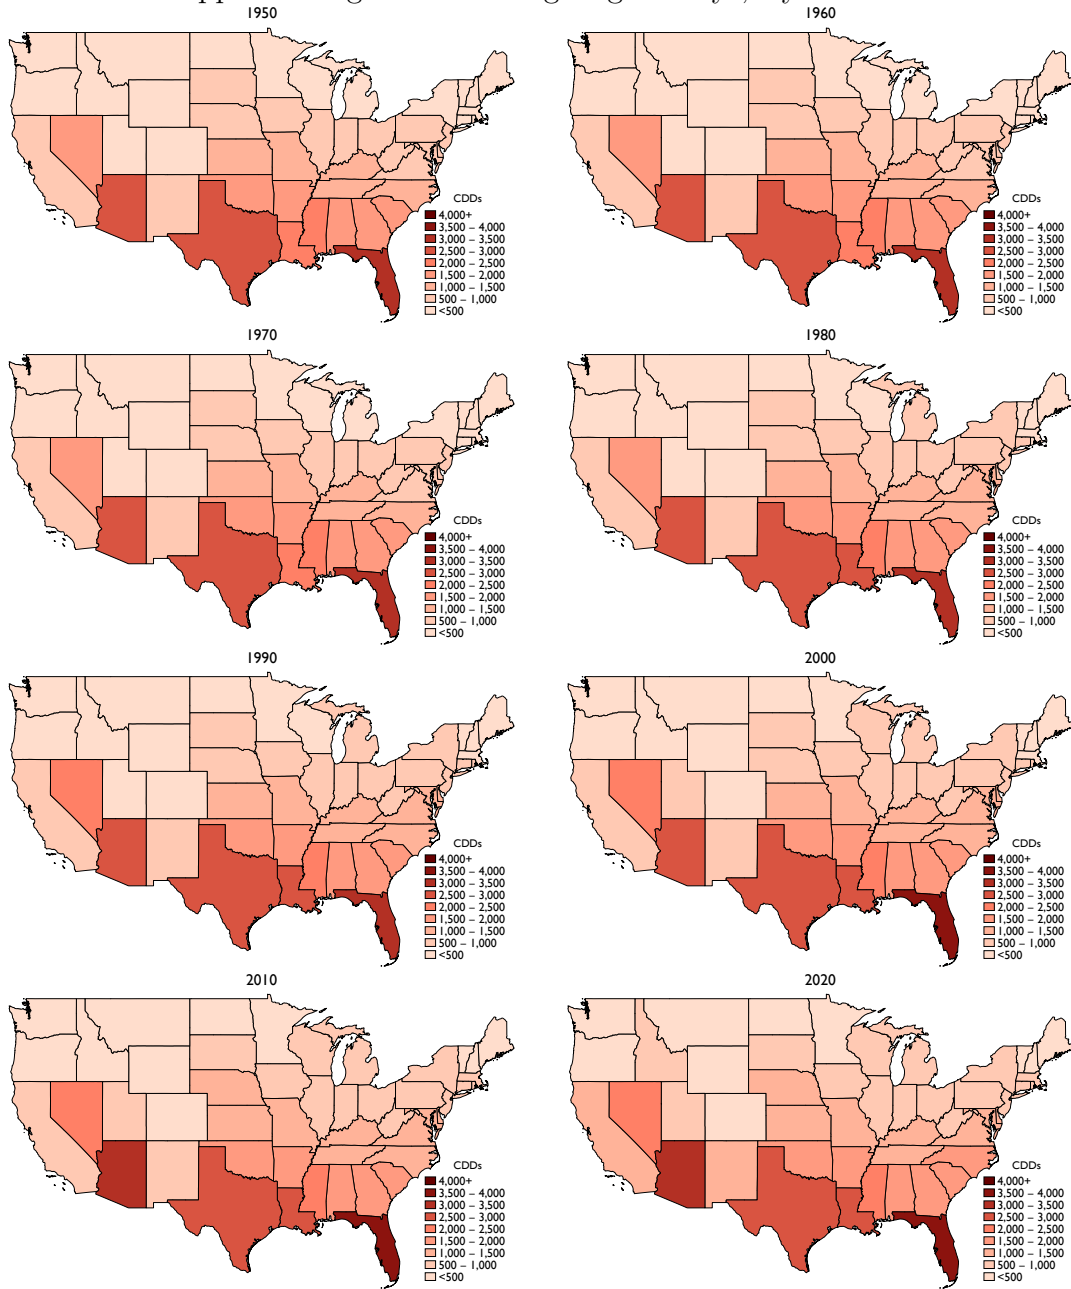 1950
1960
CDDs
4,000+
3,500 – 4,000
3,000 – 3,500
2,500 – 3,000
2,000 – 2,500
1,500 – 2,000
1,000 – 1,500
500 – 1,000
<500
CDDs
4,000+
3,500 – 4,000
3,000 – 3,500
2,500 – 3,000
2,000 – 2,500
1,500 – 2,000
1,000 – 1,500
500 – 1,000
<500
1970
1980
CDDs
4,000+
3,500 – 4,000
3,000 – 3,500
2,500 – 3,000
2,000 – 2,500
1,500 – 2,000
1,000 – 1,500
500 – 1,000
<500
CDDs
4,000+
3,500 – 4,000
3,000 – 3,500
2,500 – 3,000
2,000 – 2,500
1,500 – 2,000
1,000 – 1,500
500 – 1,000
<500
1990
2000
CDDs
4,000+
3,500 – 4,000
3,000 – 3,500
2,500 – 3,000
2,000 – 2,500
1,500 – 2,000
1,000 – 1,500
500 – 1,000
<500
CDDs
4,000+
3,500 – 4,000
3,000 – 3,500
2,500 – 3,000
2,000 – 2,500
1,500 – 2,000
1,000 – 1,500
500 – 1,000
<500
2010
2020
CDDs
4,000+
3,500 – 4,000
3,000 – 3,500
2,500 – 3,000
2,000 – 2,500
1,500 – 2,000
1,000 – 1,500
500 – 1,000
<500
CDDs
4,000+
3,500 – 4,000
3,000 – 3,500
2,500 – 3,000
2,000 – 2,500
1,500 – 2,000
1,000 – 1,500
500 – 1,000
<500